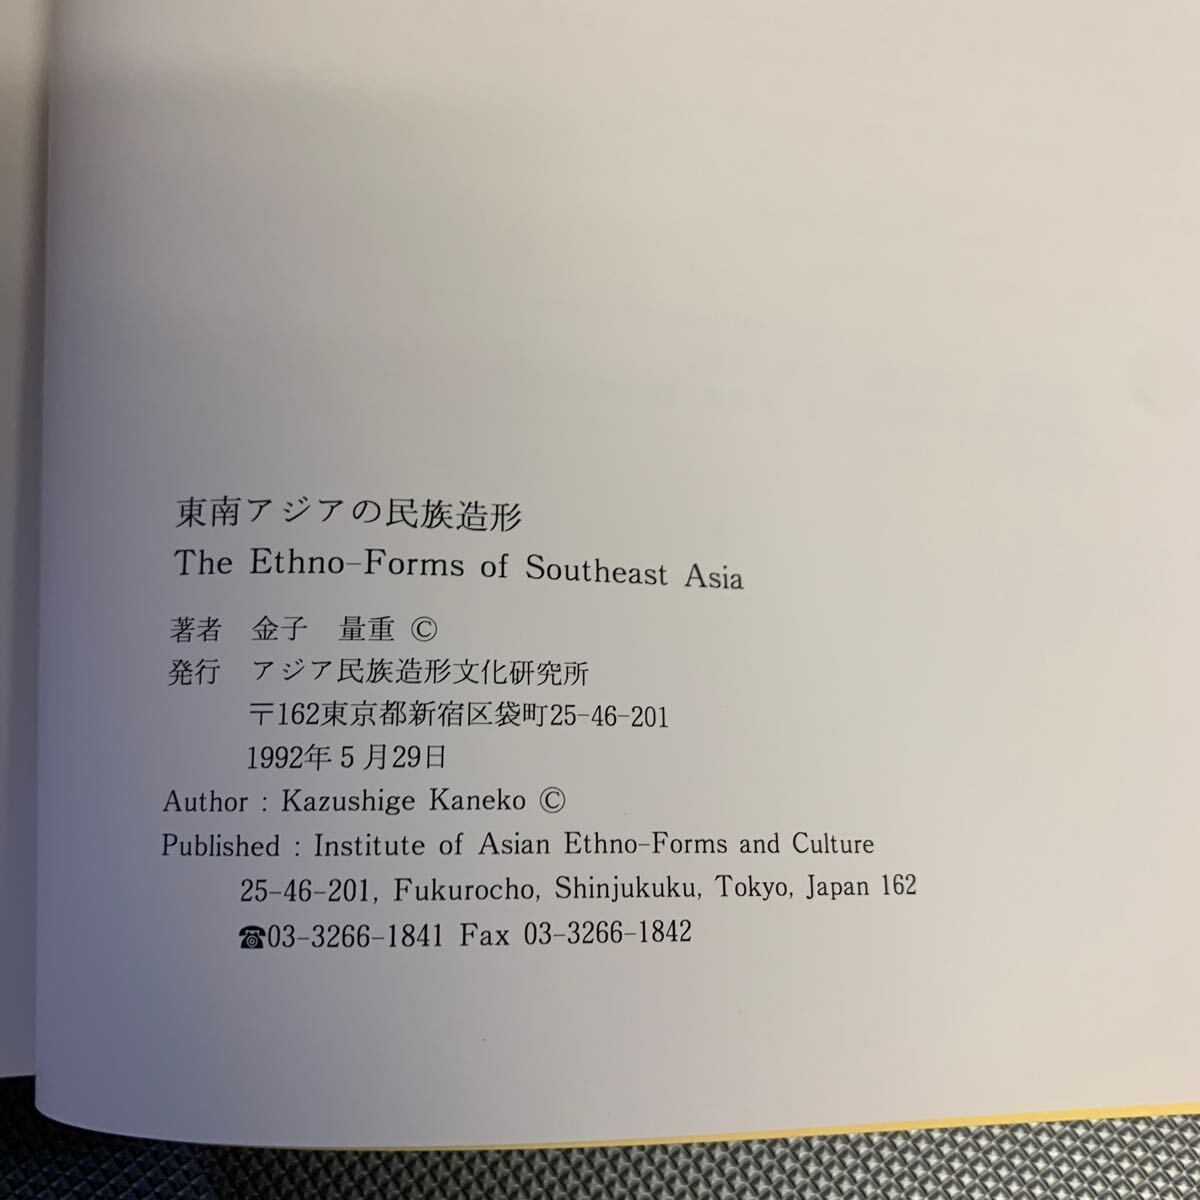 東南アジアの民族造形
The Ethno-Forms of Southeast Asia
著者 金子 量重 ©
発行 アジア民族造形文化研究所
〒162東京都新宿区袋町25-46-201
1992年5月29日
Author : Kazushige Kaneko ©
Published : Institute of Asian Ethno-Forms and Culture
25-46-201, Fukurocho, Shinjukuku, Tokyo, Japan 162
☎03-3266-1841 Fax 03-3266-1842